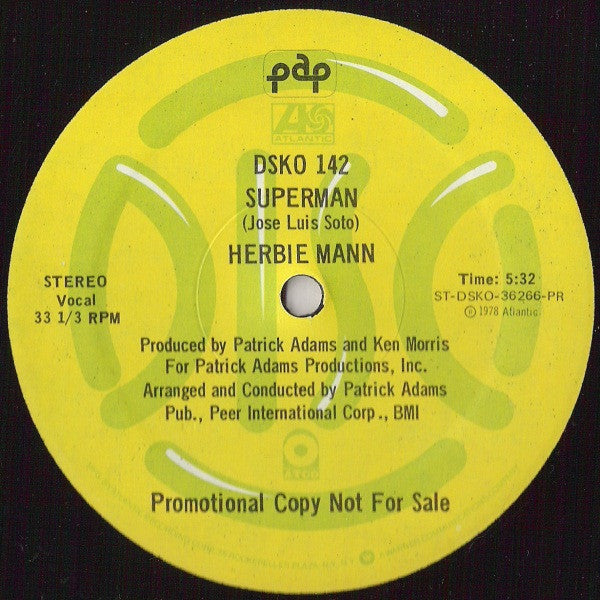 pap
ATLANTIC
DSKO 142
SUPERMAN
(Jose Luis Soto)
HERBIE MANN
STEREO
Vocal
33 1/3 RPM
Time: 5:32
ST-DSKO-36266-PR
Ⓟ 1978 Atlantic
Produced by Patrick Adams and Ken Morris
For Patrick Adams Productions, Inc.
Arranged and Conducted by Patrick Adams
Pub., Peer International Corp., BMI
ATCO
Promotional Copy Not For Sale